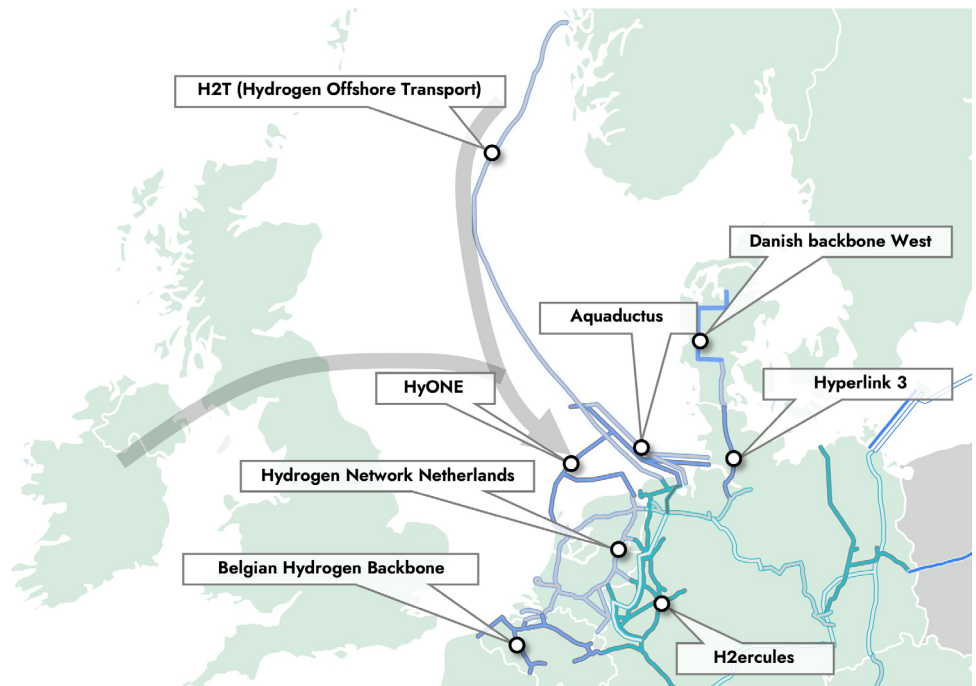 H2T (Hydrogen Offshore Transport)
Danish backbone West
Aquaductus
HyONE
Hyperlink 3
Hydrogen Network Netherlands
Belgian Hydrogen Backbone
H2ercules